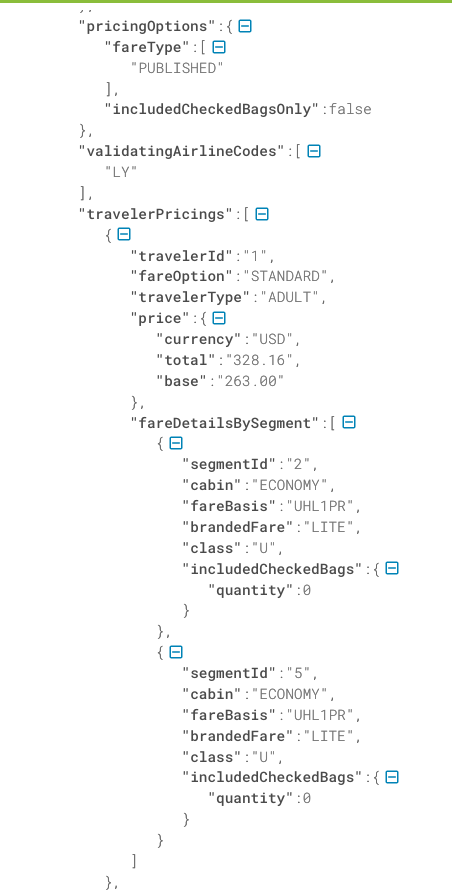 },
"pricingOptions":{
"fareType":[
"PUBLISHED"
],
"includedCheckedBagsOnly":false
},
"validatingAirlineCodes":[
"LY"
],
"travelerPricings":[
{
"travelerId":"1",
"fareOption":"STANDARD",
"travelerType":"ADULT",
"price":{
"currency":"USD",
"total":"328.16",
"base":"263.00"
},
"fareDetailsBySegment":[
{
"segmentId":"2",
"cabin":"ECONOMY",
"fareBasis":"UHL1PR",
"brandedFare":"LITE",
"class":"U",
"includedCheckedBags":{
"quantity":0
}
},
{
"segmentId":"5",
"cabin":"ECONOMY",
"fareBasis":"UHL1PR",
"brandedFare":"LITE",
"class":"U",
"includedCheckedBags":{
"quantity":0
}
}
]
},